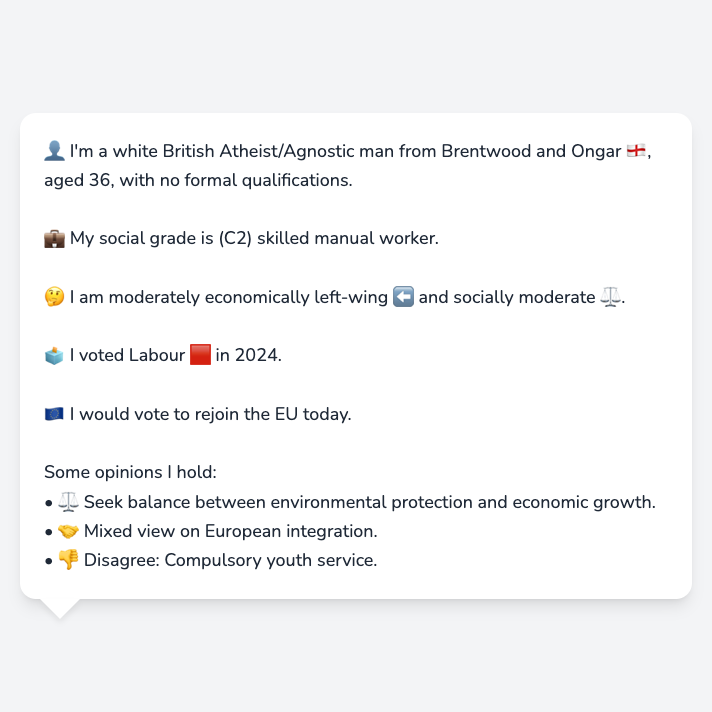 👤 I'm a white British Atheist/Agnostic man from Brentwood and Ongar 🏴󠁧󠁢󠁥󠁮󠁧󠁿,
aged 36, with no formal qualifications.
💼 My social grade is (C2) skilled manual worker.
🤔 I am moderately economically left-wing ⬅️ and socially moderate ⚖️.
🗳️ I voted Labour 🟥 in 2024.
🇪🇺 I would vote to rejoin the EU today.
Some opinions I hold:
• ⚖️ Seek balance between environmental protection and economic growth.
• 🤝 Mixed view on European integration.
• 👎 Disagree: Compulsory youth service.